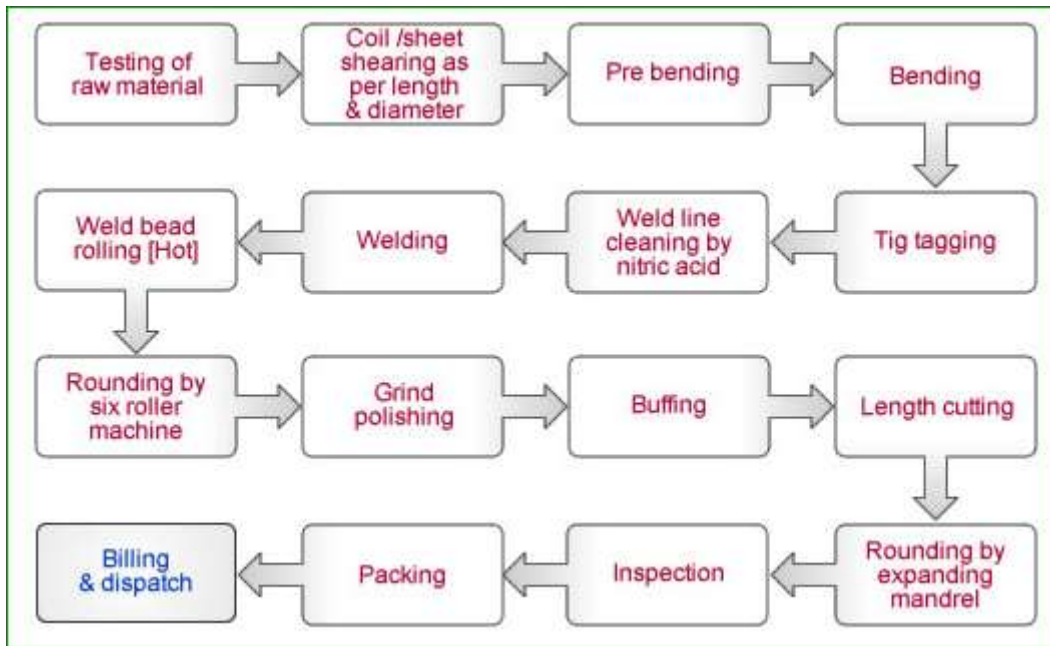 Testing of
raw material
Coil /sheet
shearing as
per length
& diameter
Pre bending
Bending
Tig tagging
Weld line
cleaning by
nitric acid
Welding
Weld bead
rolling [Hot]
Rounding by
six roller
machine
Grind
polishing
Buffing
Length cutting
Rounding by
expanding
mandrel
Inspection
Packing
Billing
& dispatch